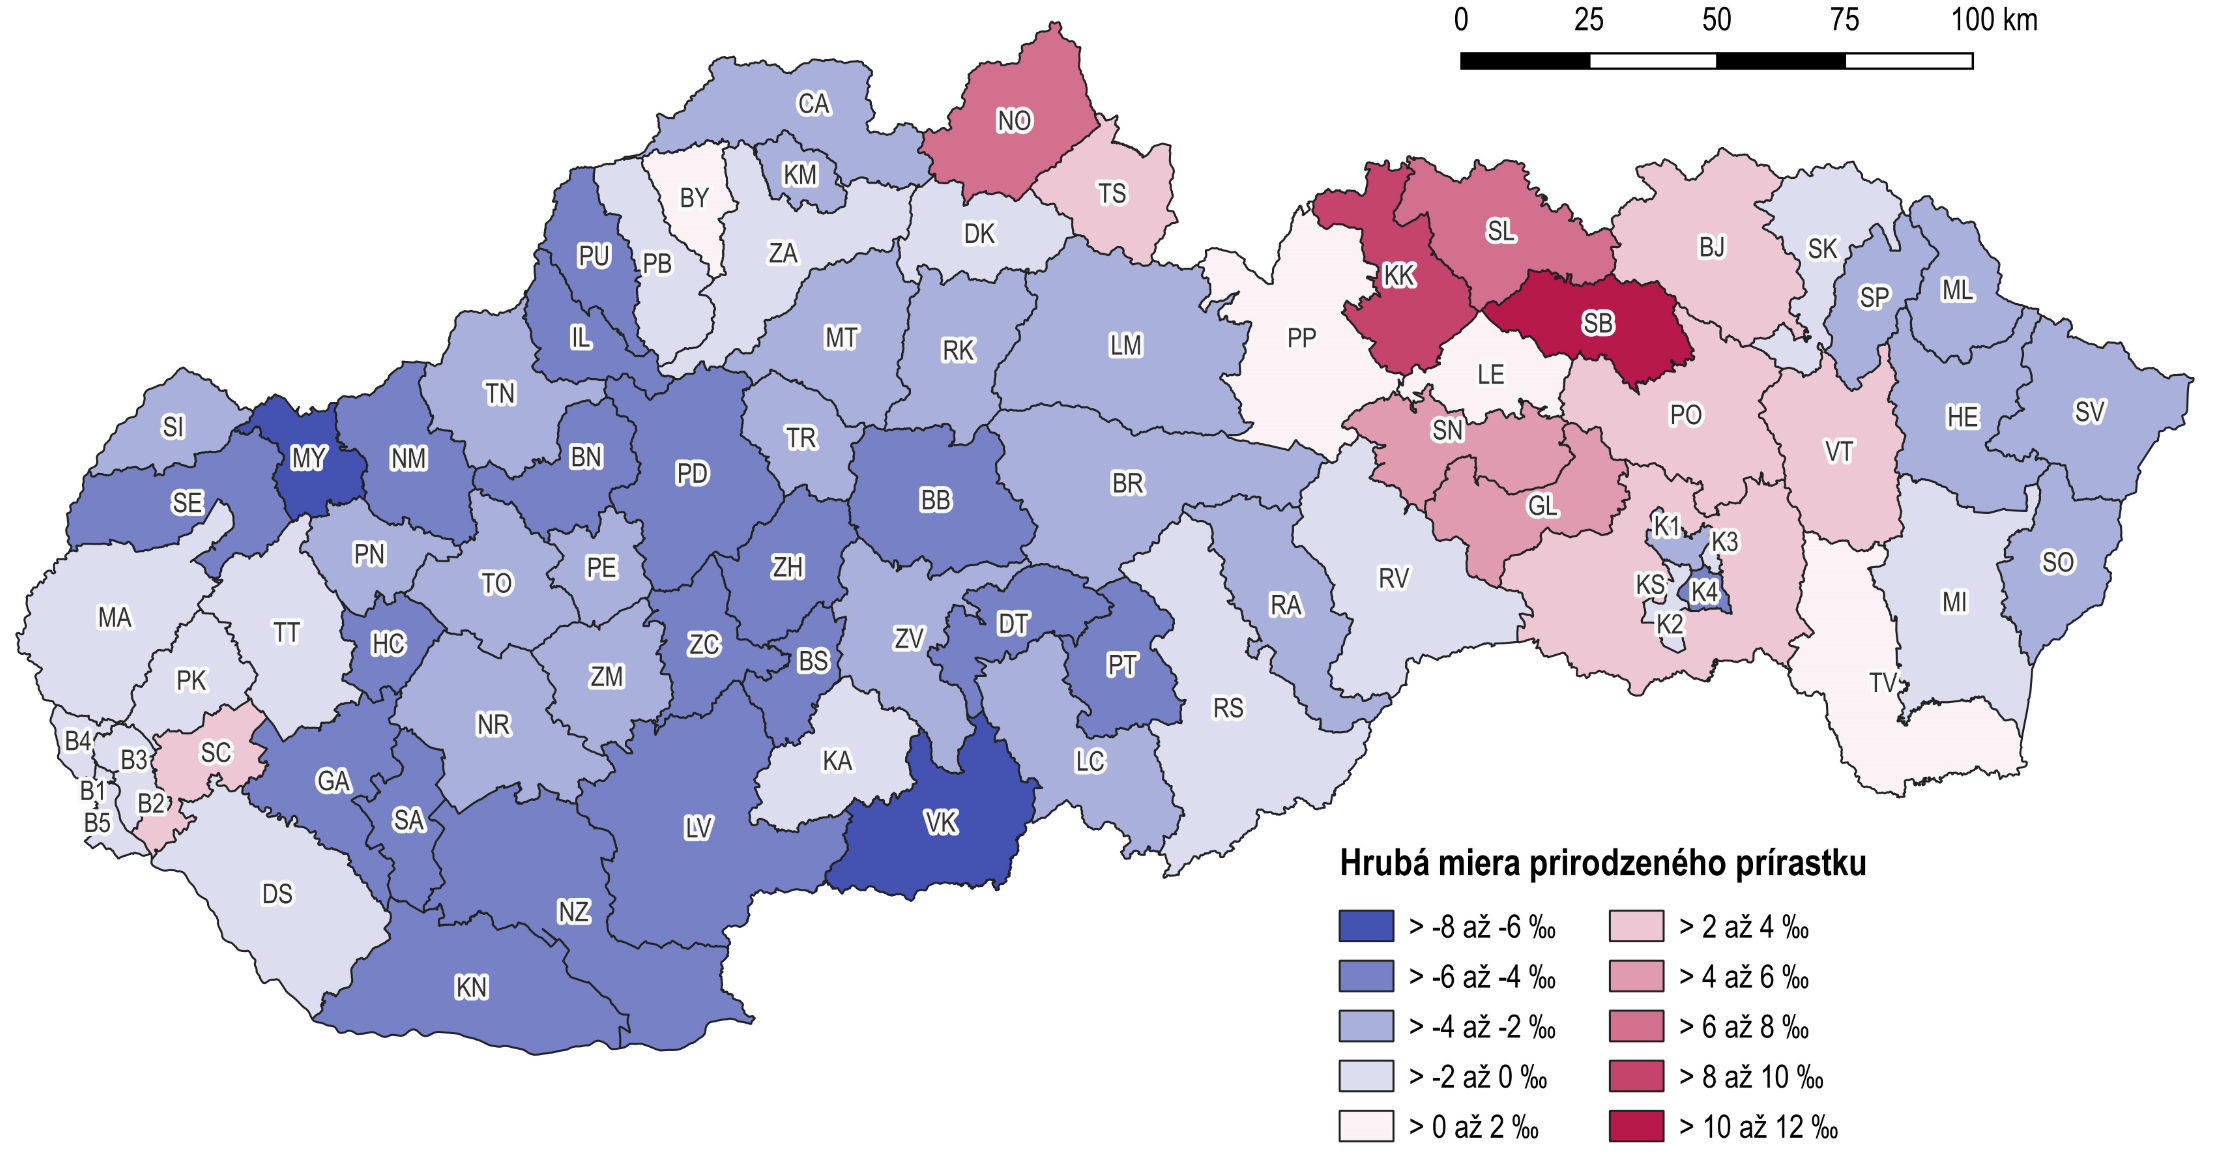 0 25 50 75 100 km
CA
NO
KM
TS
BY
PU
PB
ZA
DK
KK
SL
BJ
SK
SP
ML
IL
MT
RK
LM
PP
SB
LE
TN
SI
MY
NM
BN
PD
TR
BB
BR
SN
PO
VT
HE
SV
SE
GL
PN
TO
PE
ZH
K1
K3
KS
K4
K2
RV
MI
SO
MA
TT
HC
ZC
BS
ZV
DT
PT
RA
PK
ZM
NR
RS
TV
B4
B3
SC
B1
B2
B5
GA
SA
LV
KA
VK
LC
DS
NZ
KN
Hrubá miera prirodzeného prírastku
> -8 až -6 ‰
> -6 až -4 ‰
> -4 až -2 ‰
> -2 až 0 ‰
> 0 až 2 ‰
> 2 až 4 ‰
> 4 až 6 ‰
> 6 až 8 ‰
> 8 až 10 ‰
> 10 až 12 ‰